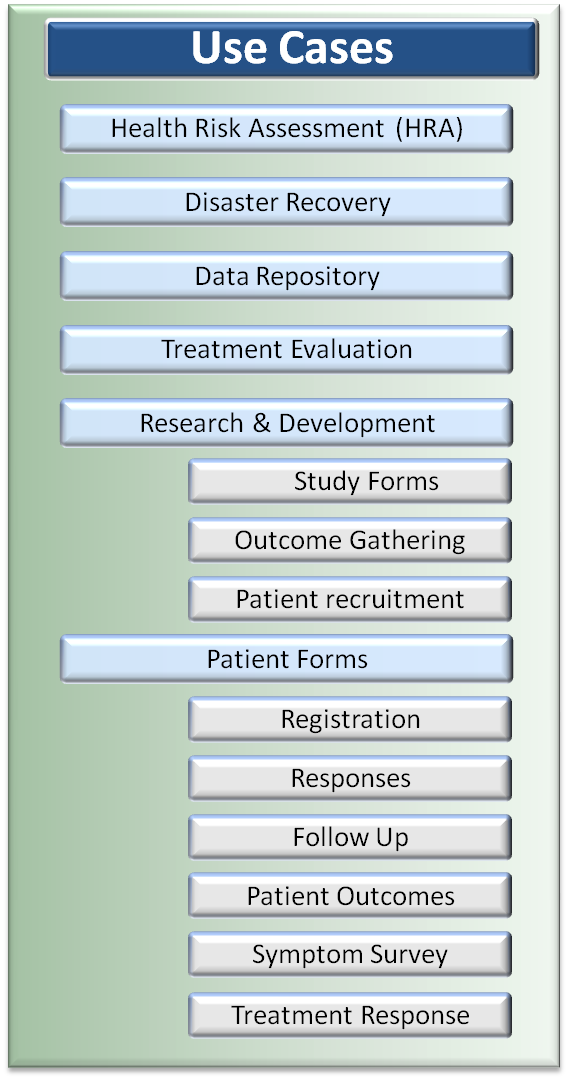 Use Cases
Health Risk Assessment (HRA)
Disaster Recovery
Data Repository
Treatment Evaluation
Research & Development
Study Forms
Outcome Gathering
Patient recruitment
Patient Forms
Registration
Responses
Follow Up
Patient Outcomes
Symptom Survey
Treatment Response